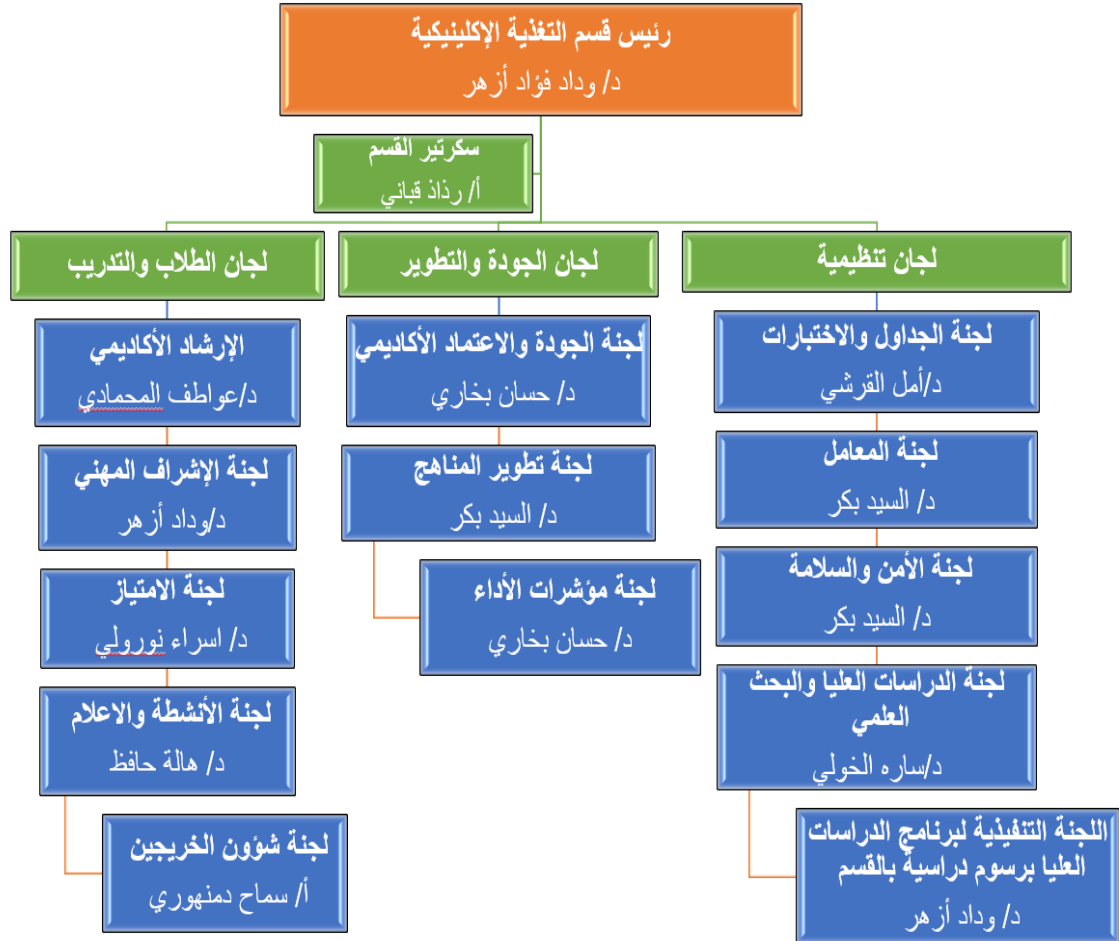 رئيس قسم التغذية الإكلينيكية
د/ وداد فؤاد أزهر
سكرتير القسم
أ/ رذاذ قباني
لجان تنظيمية
لجنة الجداول والاختبارات
د/أمل القرشي
لجنة المعامل
د/ السيد بكر
لجنة الأمن والسلامة
د/ السيد بكر
لجنة الدراسات العليا والبحث
العلمي
د/ساره الخولي
اللجنة التنفيذية لبرنامج الدراسات
العليا برسوم دراسية بالقسم
د/ وداد أزهر
لجان الجودة والتطوير
لجنة الجودة والاعتماد الأكاديمي
د/ حسان بخاري
لجنة تطوير المناهج
د/ السيد بكر
لجنة مؤشرات الأداء
د/ حسان بخاري
لجان الطلاب والتدريب
الإرشاد الأكاديمي
د/عواطف المحمادي
لجنة الإشراف المهني
د/وداد أزهر
لجنة الامتياز
د/ اسراء نورولي
لجنة الأنشطة والاعلام
د/ هالة حافظ
لجنة شؤون الخريجين
أ/ سماح دمنهوري